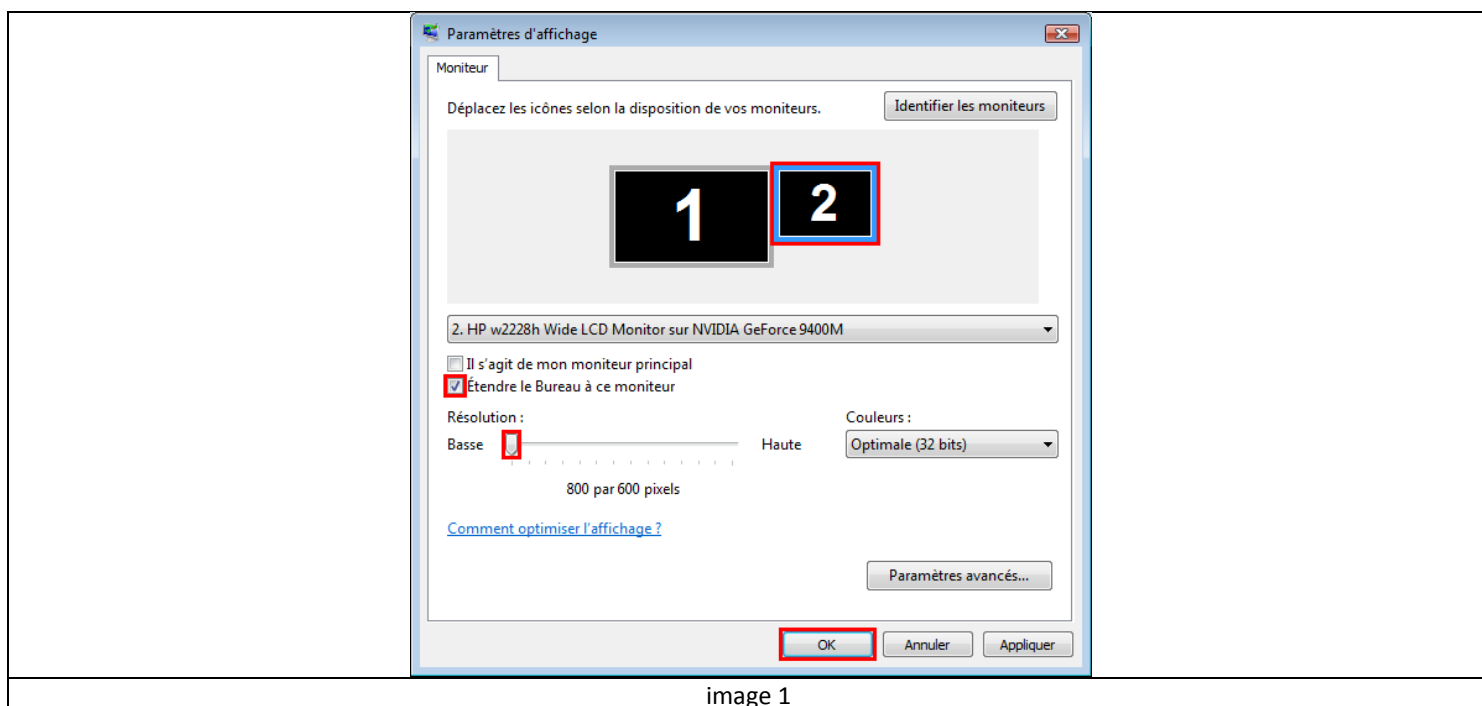 Paramètres d'affichage
Moniteur
Déplacez les icônes selon la disposition de vos moniteurs.
Identifier les moniteurs
1
2
2. HP w2228h Wide LCD Monitor sur NVIDIA GeForce 9400M
Il s'agit de mon moniteur principal
Étendre le Bureau à ce moniteur
Résolution :
Couleurs :
Basse
Haute
Optimale (32 bits)
800 par 600 pixels
Comment optimiser l'affichage ?
Paramètres avancés...
OK
Annuler
Appliquer
image 1